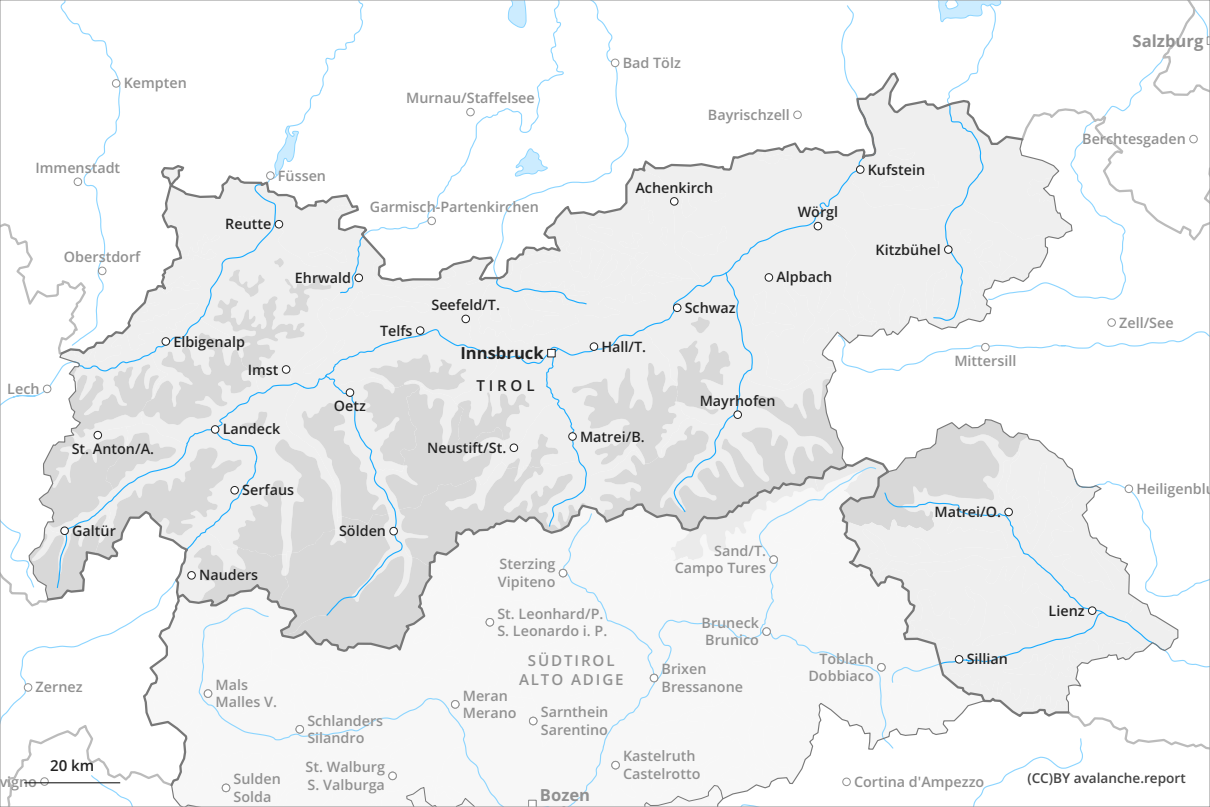 Salzburg
Bad Tölz
Kempten
Murnau/Staffelsee
Bayrischzell
Berchtesgaden
Immenstadt
Füssen
Kufstein
Achenkirch
Garmisch-Partenkirchen
Wörgl
Reutte
Kitzbühel
Oberstdorf
Ehrwald
Alpbach
Seefeld/T.
Schwaz
Zell/See
Telfs
Elbigenalp
Hall/T.
Innsbruck
Mittersill
Imst
TIROL
Lech
Oetz
Mayrhofen
Landeck
Matrei/B.
St. Anton/A.
Neustift/St.
Serfaus
Heiligenblu
Matrei/O.
Galtür
Sölden
Sand/T.
Campo Tures
Sterzing
Vipiteno
Nauders
Lienz
St. Leonhard/P.
S. Leonardo i. P.
Bruneck
Brunico
SÜDTIROL
ALTO ADIGE
Toblach
Dobbiaco
Sillian
Brixen
Bressanone
Zernez
Mals
Malles V.
Meran
Merano
Sarnthein
Sarentino
Schlanders
Silandro
Kastelruth
Castelrotto
20 km
St. Walburg
S. Valburga
vigno
Sulden
Solda
Cortina d'Ampezzo
(CC)BY avalanche.report
Bozen